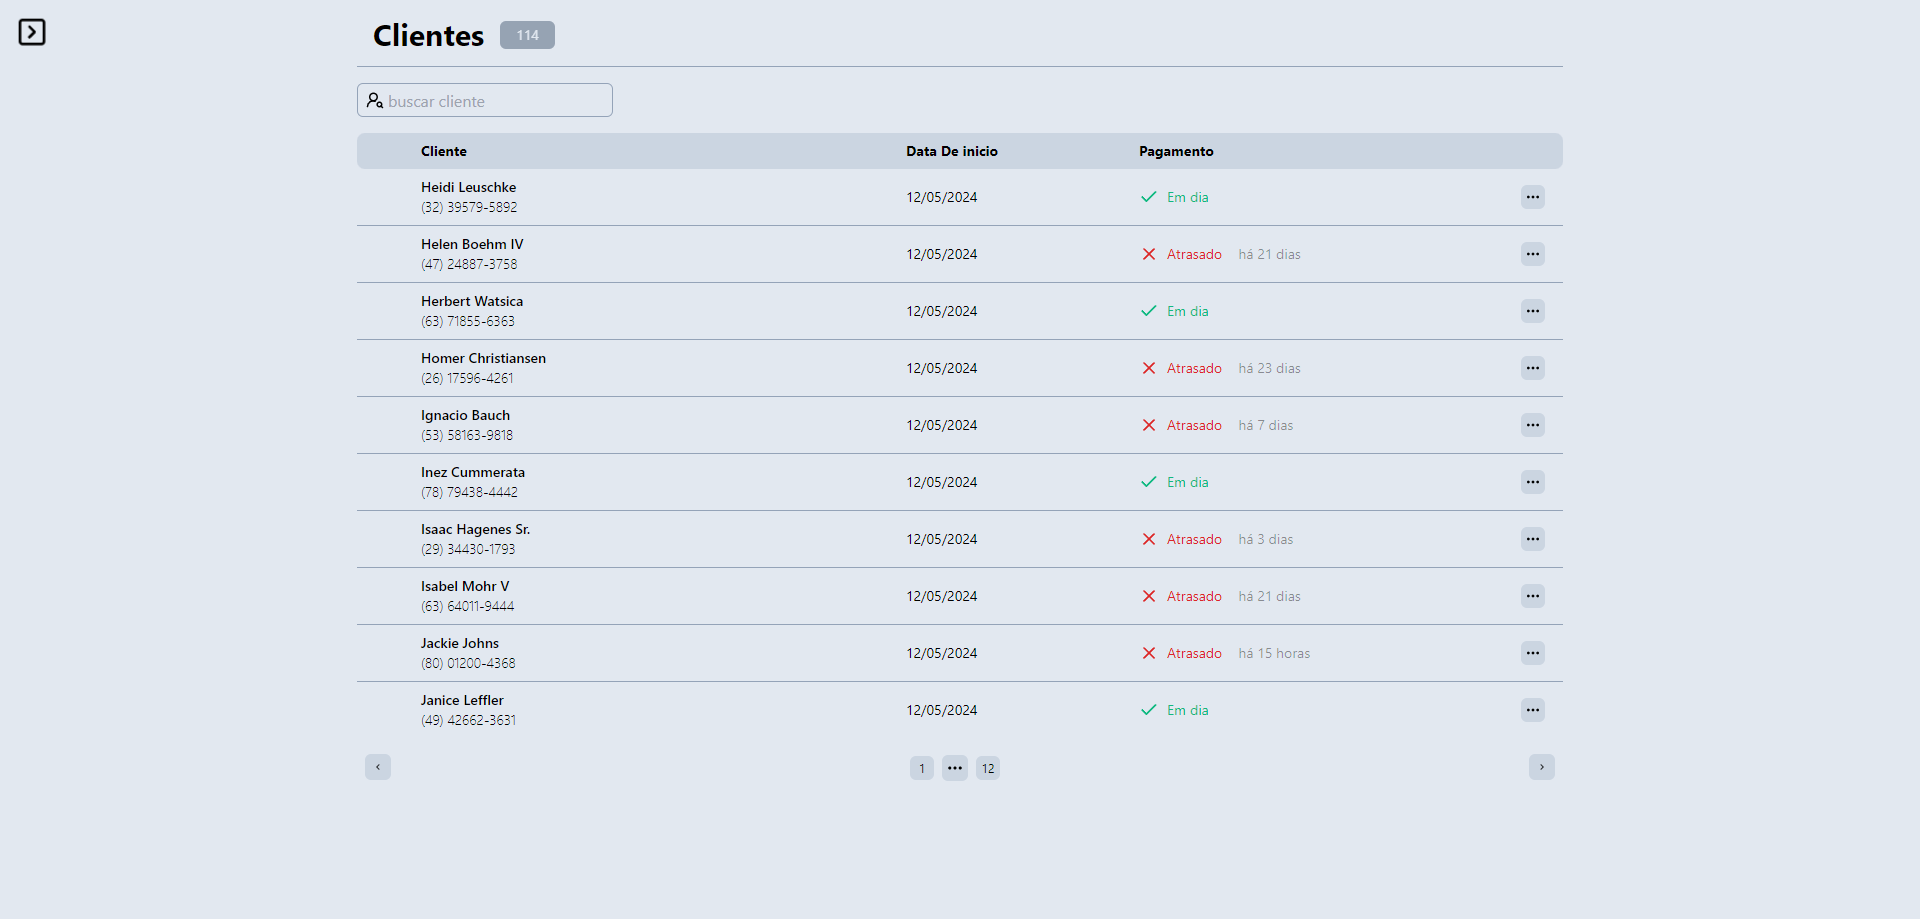 Clientes 114
buscar cliente
Cliente Data De inicio Pagamento
Heidi Leuschke
(32) 39579-5892
12/05/2024 Em dia
Helen Boehm IV
(47) 24887-3758
12/05/2024 Atrasado há 21 dias
Herbert Watsica
(63) 71855-6363
12/05/2024 Em dia
Homer Christiansen
(26) 17596-4261
12/05/2024 Atrasado há 23 dias
Ignacio Bauch
(53) 58163-9818
12/05/2024 Atrasado há 7 dias
Inez Cummerata
(78) 79438-4442
12/05/2024 Em dia
Isaac Hagenes Sr.
(29) 34430-1793
12/05/2024 Atrasado há 3 dias
Isabel Mohr V
(63) 64011-9444
12/05/2024 Atrasado há 21 dias
Jackie Johns
(80) 01200-4368
12/05/2024 Atrasado há 15 horas
Janice Leffler
(49) 42662-3631
12/05/2024 Em dia
1 ••• 12